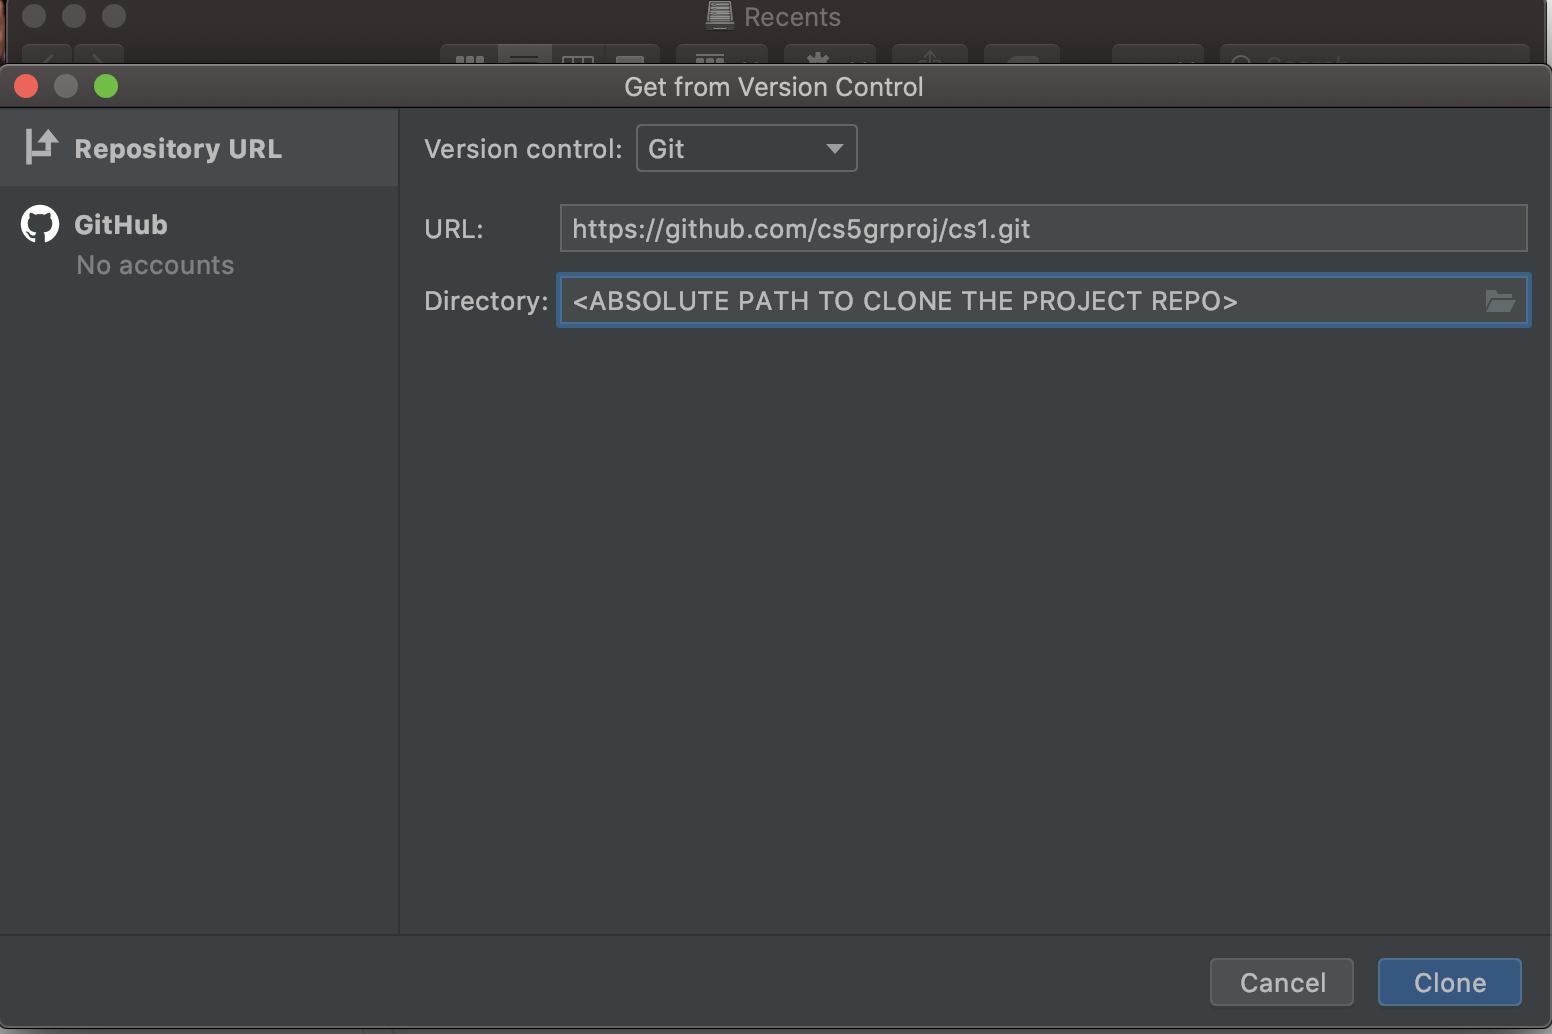 Recents
Get from Version Control
Repository URL
GitHub
No accounts
Version control: Git
URL: https://github.com/cs5grproj/cs1.git
Directory: <ABSOLUTE PATH TO CLONE THE PROJECT REPO>
Cancel Clone